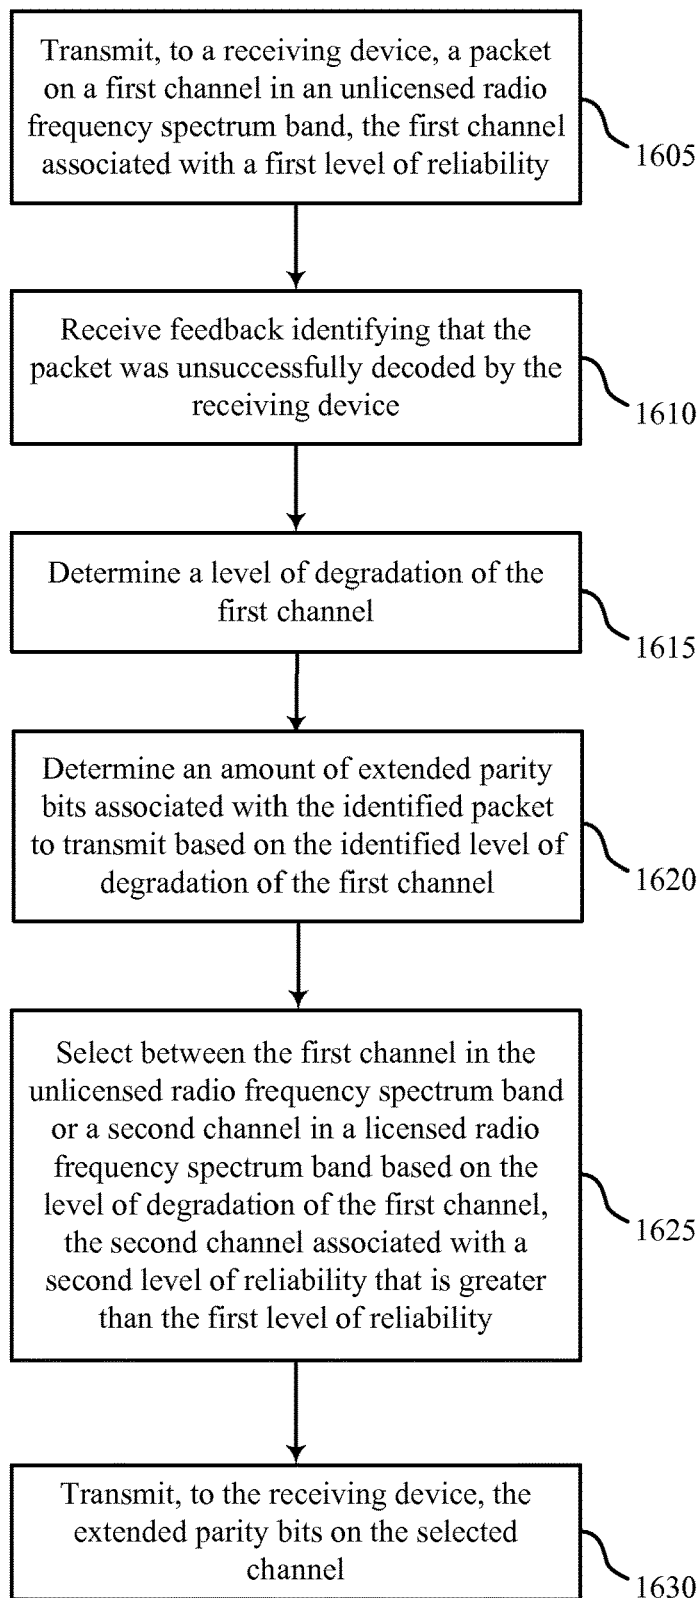 Transmit, to a receiving device, a packet
on a first channel in an unlicensed radio
frequency spectrum band, the first channel
associated with a first level of reliability
1605
Receive feedback identifying that the
packet was unsuccessfully decoded by the
receiving device
1610
Determine a level of degradation of the
first channel
1615
Determine an amount of extended parity
bits associated with the identified packet
to transmit based on the identified level of
degradation of the first channel
1620
Select between the first channel in the
unlicensed radio frequency spectrum band
or a second channel in a licensed radio
frequency spectrum band based on the
level of degradation of the first channel,
the second channel associated with a
second level of reliability that is greater
than the first level of reliability
1625
Transmit, to the receiving device, the
extended parity bits on the selected
channel
1630